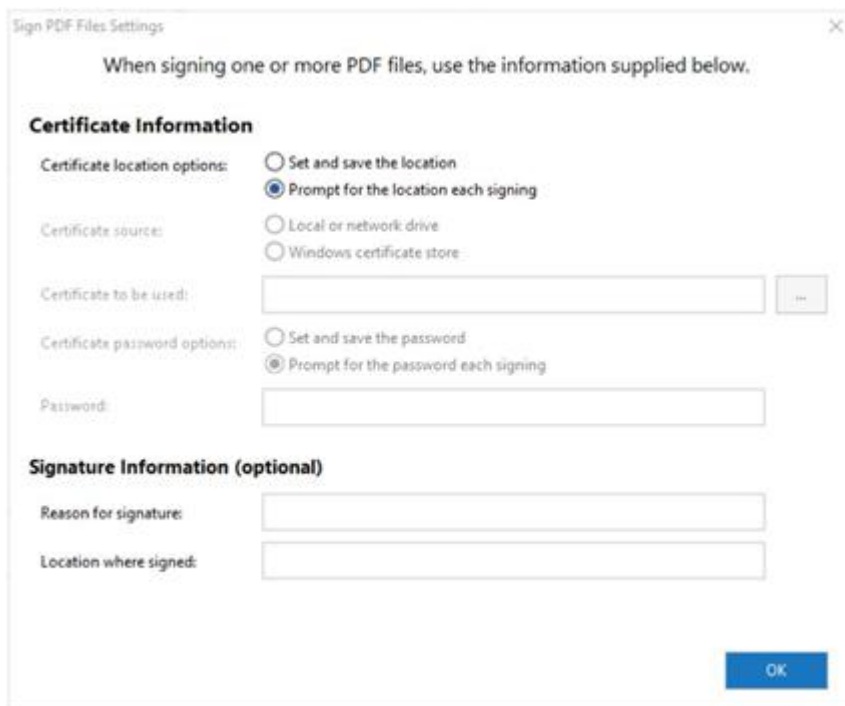 Sign PDF Files Settings
When signing one or more PDF files, use the information supplied below.
Certificate Information
Certificate location options:
Set and save the location
Prompt for the location each signing
Certificate source:
Local or network drive
Windows certificate store
Certificate to be used:
...
Certificate password options:
Set and save the password
Prompt for the password each signing
Password:
Signature Information (optional)
Reason for signature:
Location where signed:
OK